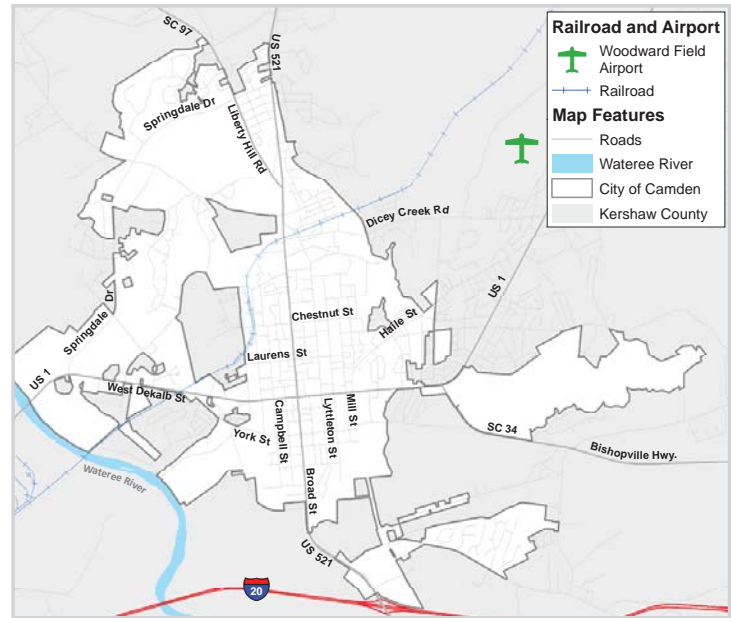 SC 97
US 521
Springdale Dr
Liberty Hill Rd
Dicey Creek Rd
US 1
Chestnut St
Haile St
Springdale Dr
Laurens St
US 1
West Dekalb St
Campbell St
Lyttleton St
Mill St
York St
SC 34
Bishopville Hwy.
Wateree River
Broad St
US 521
20
Railroad and Airport
Woodward Field
Airport
Railroad
Map Features
Roads
Wateree River
City of Camden
Kershaw County